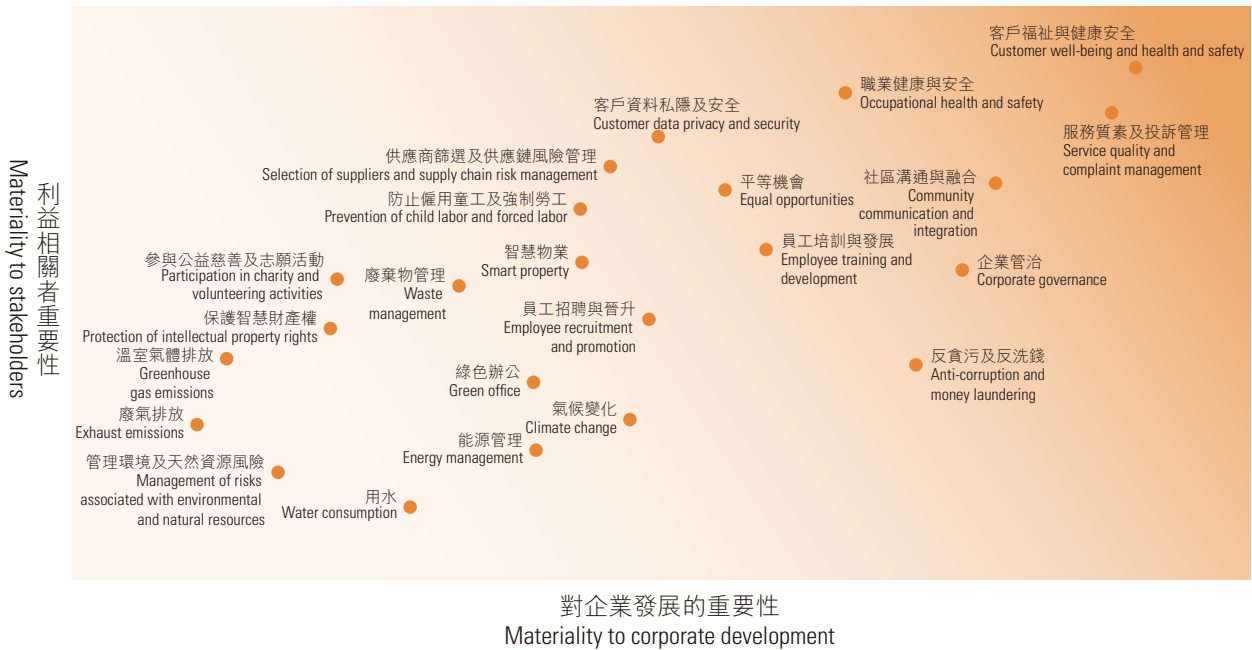 客戶福祉與健康安全
Customer well-being and health and safety
職業健康與安全
Occupational health and safety
客戶資料私隱及安全
Customer data privacy and security
服務質素及投訴管理
Service quality and
complaint management
供應商篩選及供應鏈風險管理
Selection of suppliers and supply chain risk management
平等機會
Equal opportunities
社區溝通與融合
Community
communication and
integration
防止僱用童工及強制勞工
Prevention of child labor and forced labor
員工培訓與發展
Employee training and
development
智慧物業
Smart property
企業管治
Corporate governance
參與公益慈善及志願活動
Participation in charity and
volunteering activities
廢棄物管理
Waste
management
員工招聘與晉升
Employee recruitment
and promotion
保護智慧財產權
Protection of intellectual property rights
溫室氣體排放
Greenhouse
gas emissions
反貪污及反洗錢
Anti-corruption and
money laundering
綠色辦公
Green office
廢氣排放
Exhaust emissions
氣候變化
Climate change
能源管理
Energy management
管理環境及天然資源風險
Management of risks
associated with environmental
and natural resources
用水
Water consumption
利益相關者重要性
Materiality to stakeholders
對企業發展的重要性
Materiality to corporate development